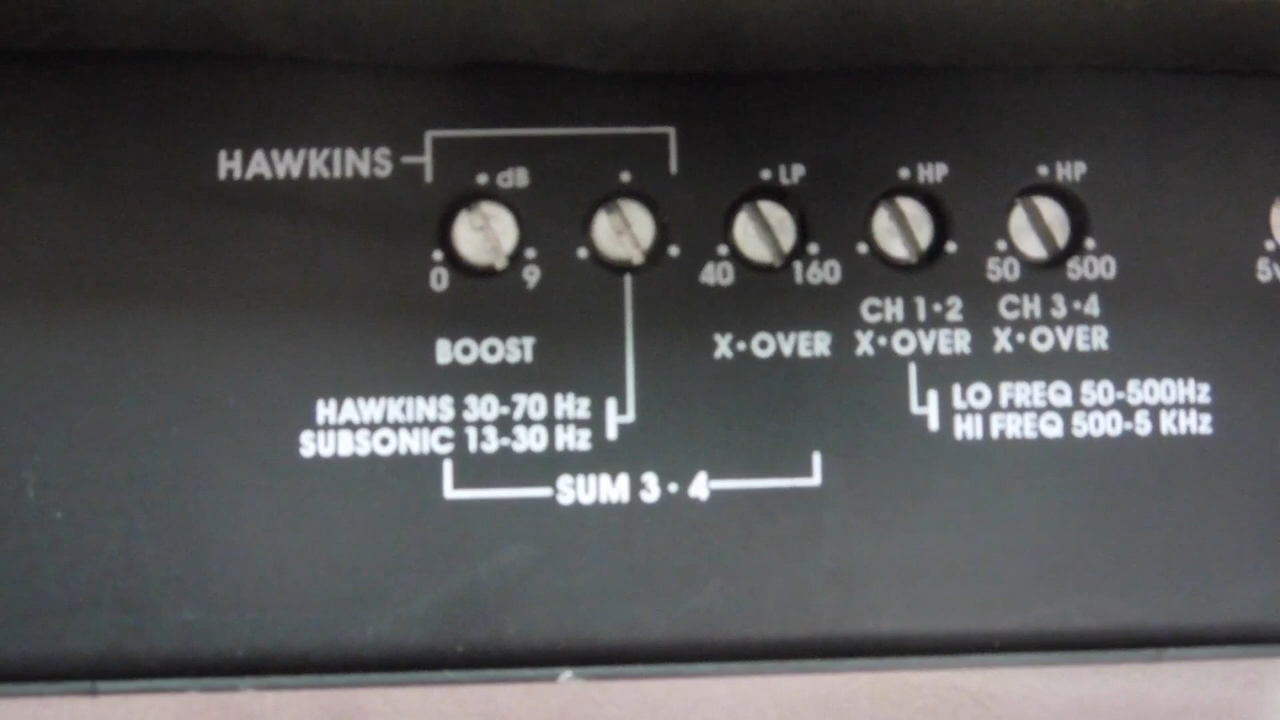 HAWKINS
dB LP HP HP
0 9 40 160 50 500 5
BOOST X•OVER CH 1•2 X•OVER CH 3•4 X•OVER
HAWKINS 30-70 Hz
SUBSONIC 13-30 Hz
LO FREQ 50-500Hz
HI FREQ 500-5 KHz
SUM 3•4